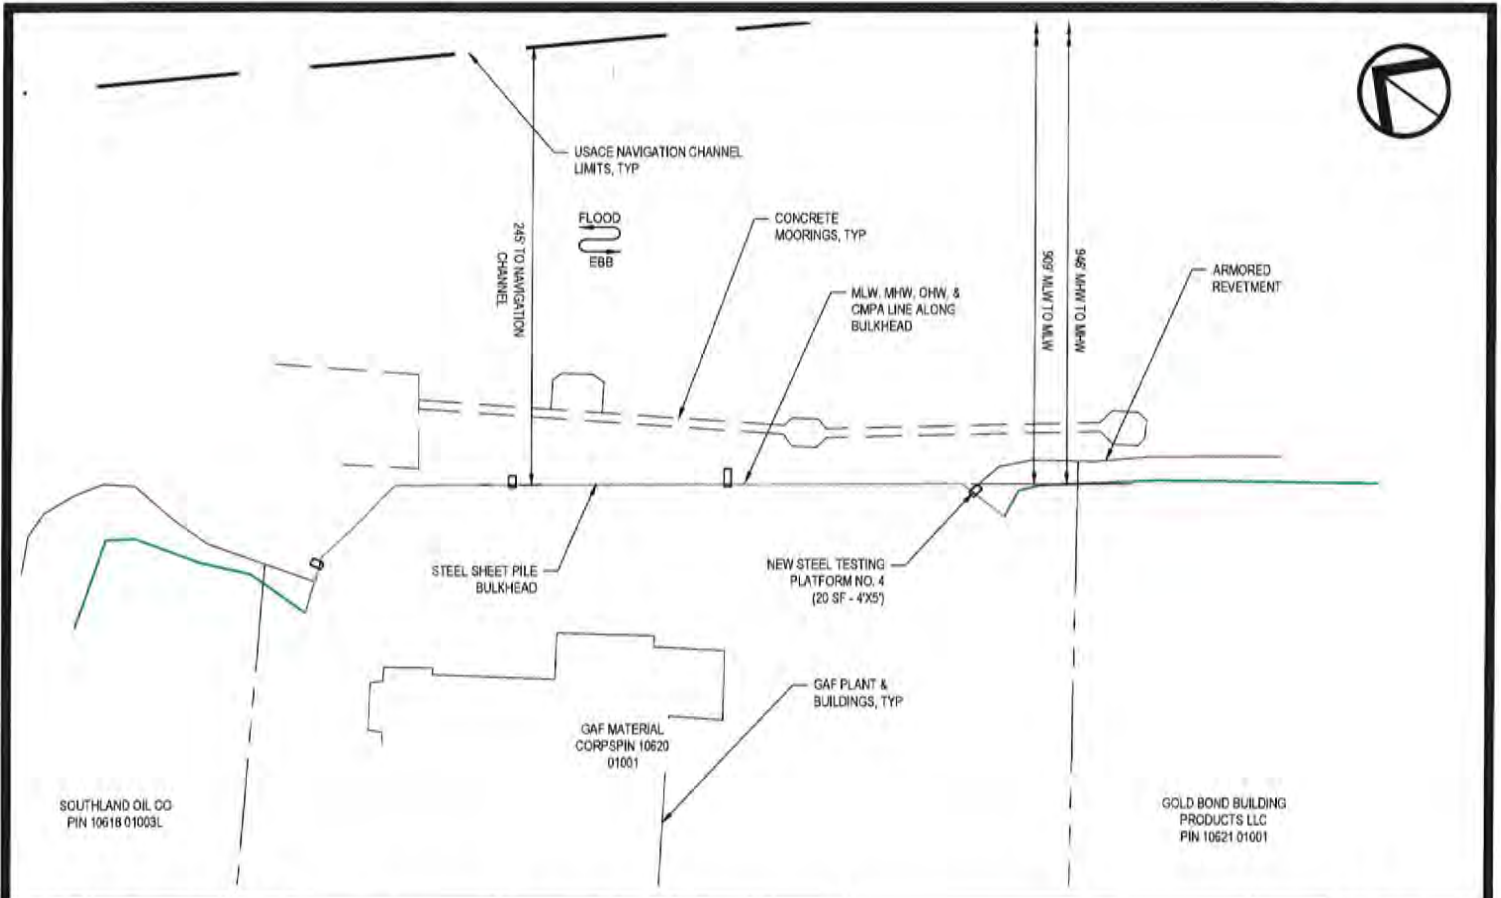 USACE NAVIGATION CHANNEL
LIMITS, TYP
FLOOD
EBB
245' TO NAVIGATION
CHANNEL
CONCRETE
MOORINGS, TYP
MLW, MHW, OHW, &
CMPA LINE ALONG
BULKHEAD
909' MLW TO MLW
946' MHW TO MHW
ARMORED
REVETMENT
STEEL SHEET PILE
BULKHEAD
NEW STEEL TESTING
PLATFORM NO. 4
(20 SF - 4'X5')
GAF PLANT &
BUILDINGS, TYP
GAF MATERIAL
CORPSPIN 10620
01001
SOUTHLAND OIL CO
PIN 10618 01003L
GOLD BOND BUILDING
PRODUCTS LLC
PIN 10621 01001